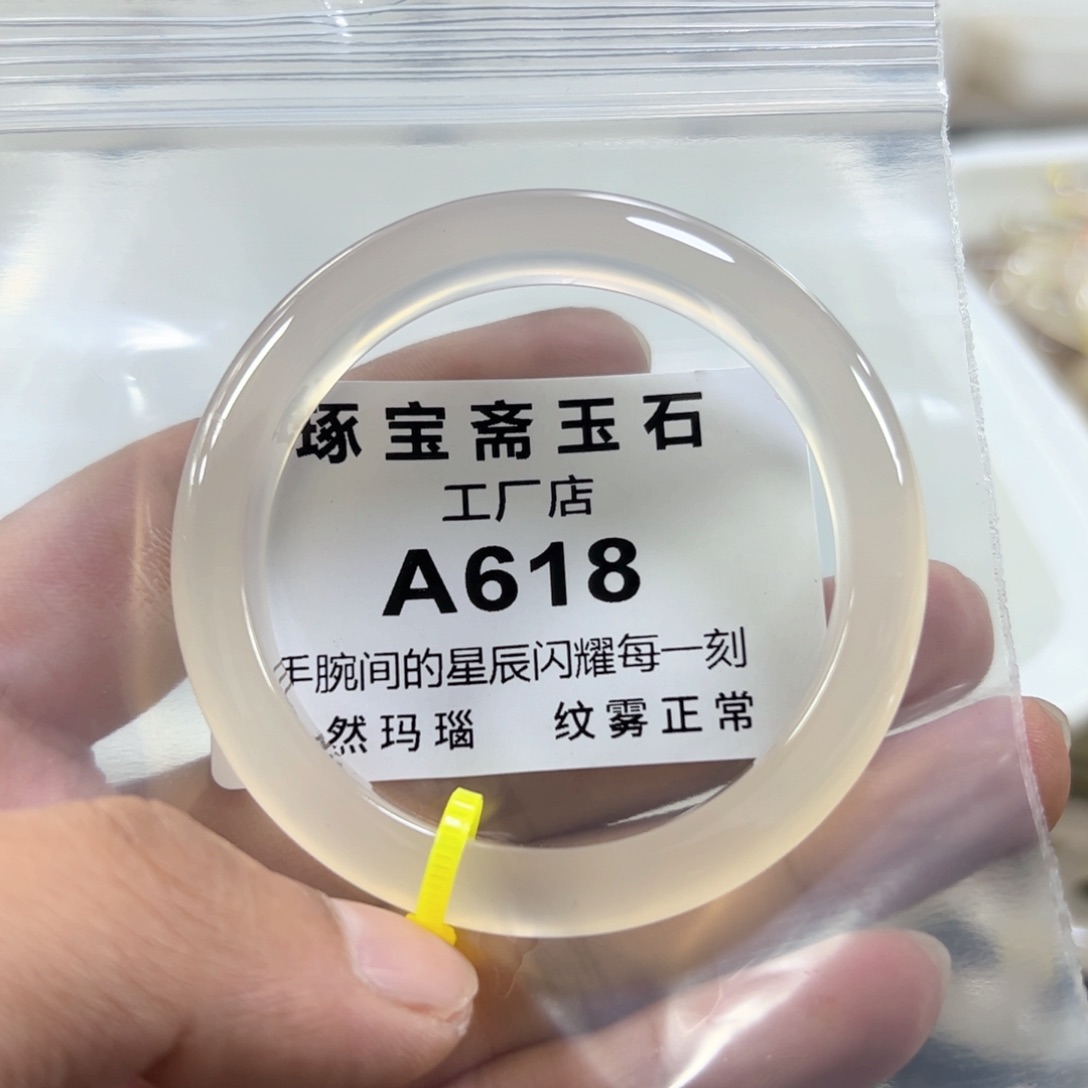 琢宝斋玉石
工厂店
A618
手腕间的星辰闪耀每一刻
然玛瑙 纹雾正常